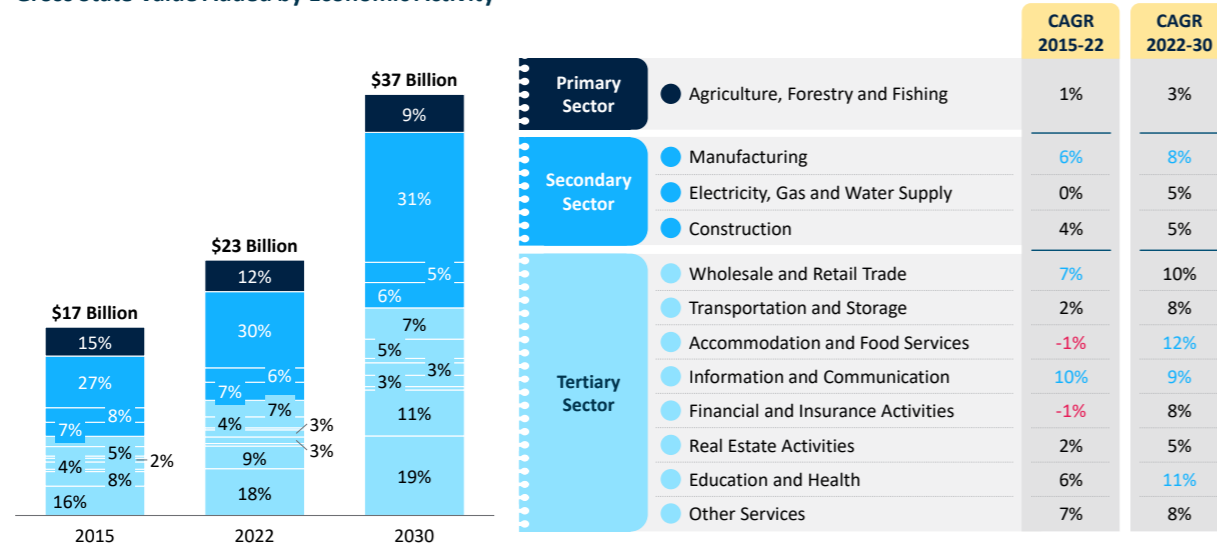 $17 Billion
15%
27%
8%
7%
5%
2%
4%
8%
16%
2015
$23 Billion
12%
30%
6%
7%
7%
4%
3%
3%
9%
18%
2022
$37 Billion
9%
31%
5%
6%
7%
5%
3%
3%
11%
19%
2030
CAGR
2015-22
CAGR
2022-30
Primary
Sector
Agriculture, Forestry and Fishing 1% 3%
Secondary
Sector
Manufacturing 6% 8%
Electricity, Gas and Water Supply 0% 5%
Construction 4% 5%
Tertiary
Sector
Wholesale and Retail Trade 7% 10%
Transportation and Storage 2% 8%
Accommodation and Food Services -1% 12%
Information and Communication 10% 9%
Financial and Insurance Activities -1% 8%
Real Estate Activities 2% 5%
Education and Health 6% 11%
Other Services 7% 8%